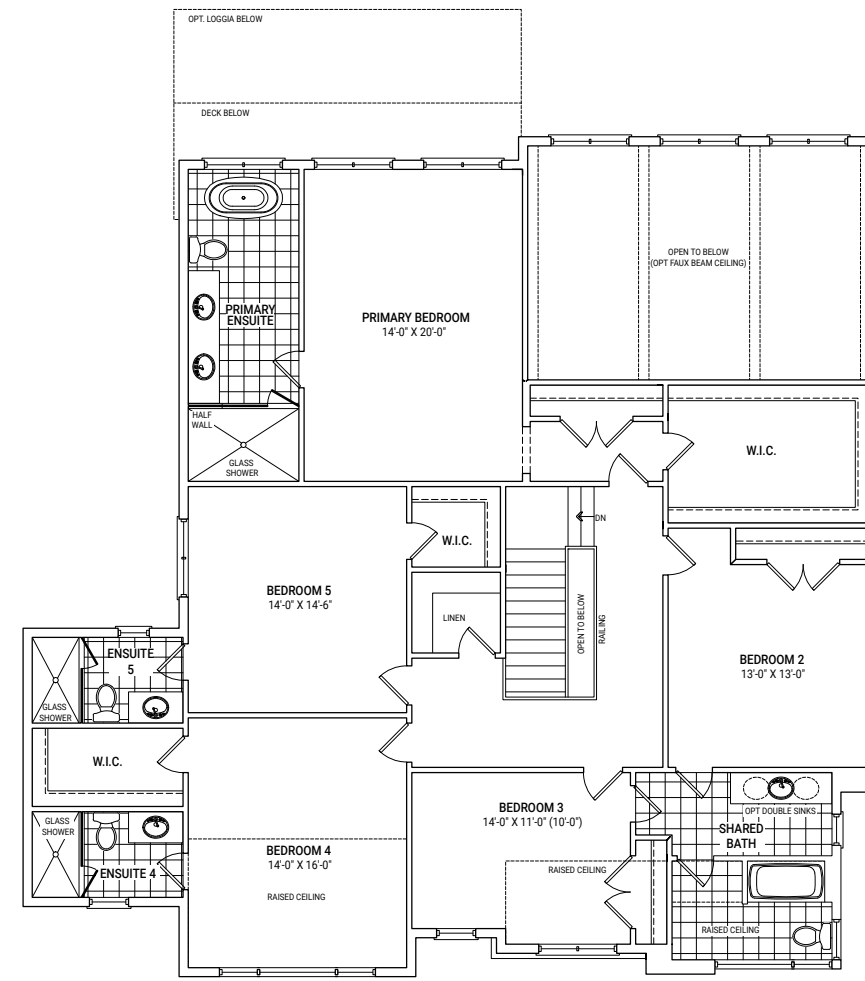 OPT. LOGGIA BELOW
DECK BELOW
OPEN TO BELOW
(OPT FAUX BEAM CEILING)
PRIMARY
ENSUITE
PRIMARY BEDROOM
14'-0" X 20'-0"
HALF
WALL
GLASS
SHOWER
W.I.C.
DN
W.I.C.
BEDROOM 5
14'-0" X 14'-6"
LINEN
OPEN TO BELOW
RAILING
ENSUITE
5
GLASS
SHOWER
BEDROOM 2
13'-0" X 13'-0"
W.I.C.
BEDROOM 3
14'-0" X 11'-0" (10'-0")
OPT DOUBLE SINKS
SHARED
BATH
GLASS
SHOWER
ENSUITE 4
BEDROOM 4
14'-0" X 16'-0"
RAISED CEILING
RAISED CEILING
RAISED CEILING